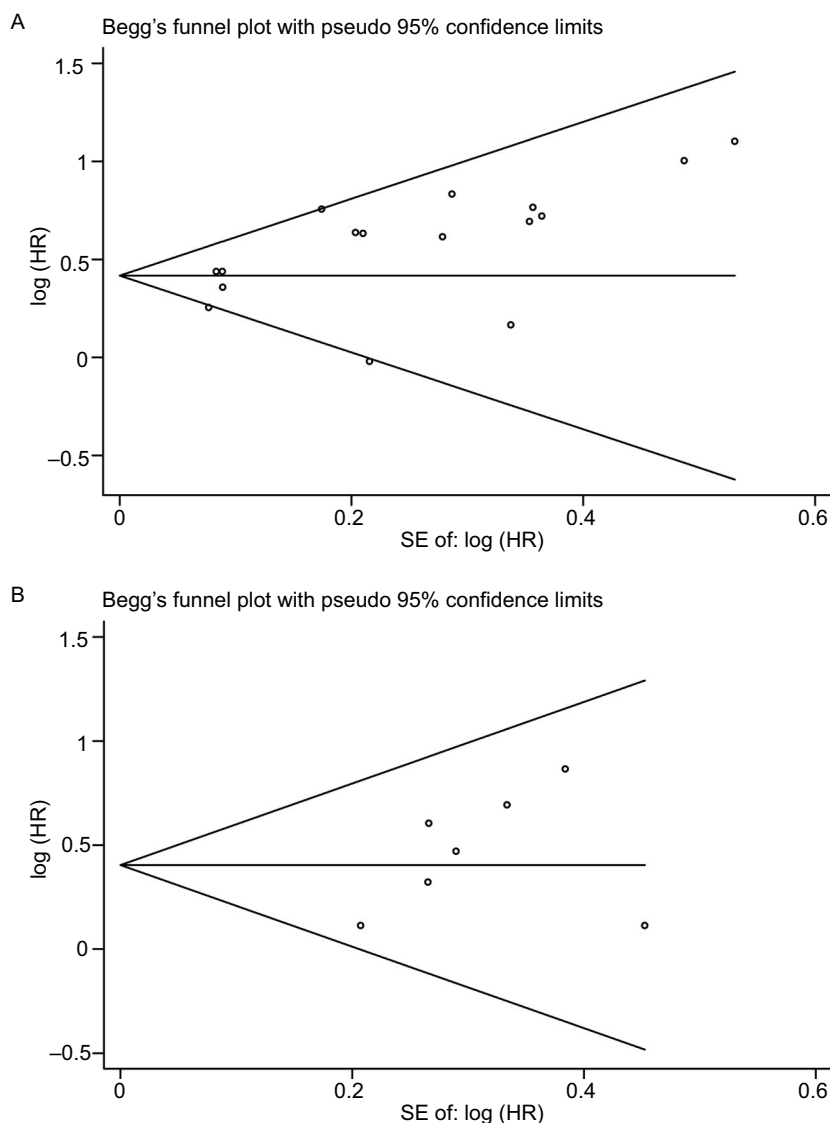 A
Begg’s funnel plot with pseudo 95% confidence limits
1.5
1
0.5
0
–0.5
log (HR)
0 0.2 0.4 0.6
SE of: log (HR)
B
Begg’s funnel plot with pseudo 95% confidence limits
1.5
1
0.5
0
–0.5
log (HR)
0 0.2 0.4 0.6
SE of: log (HR)